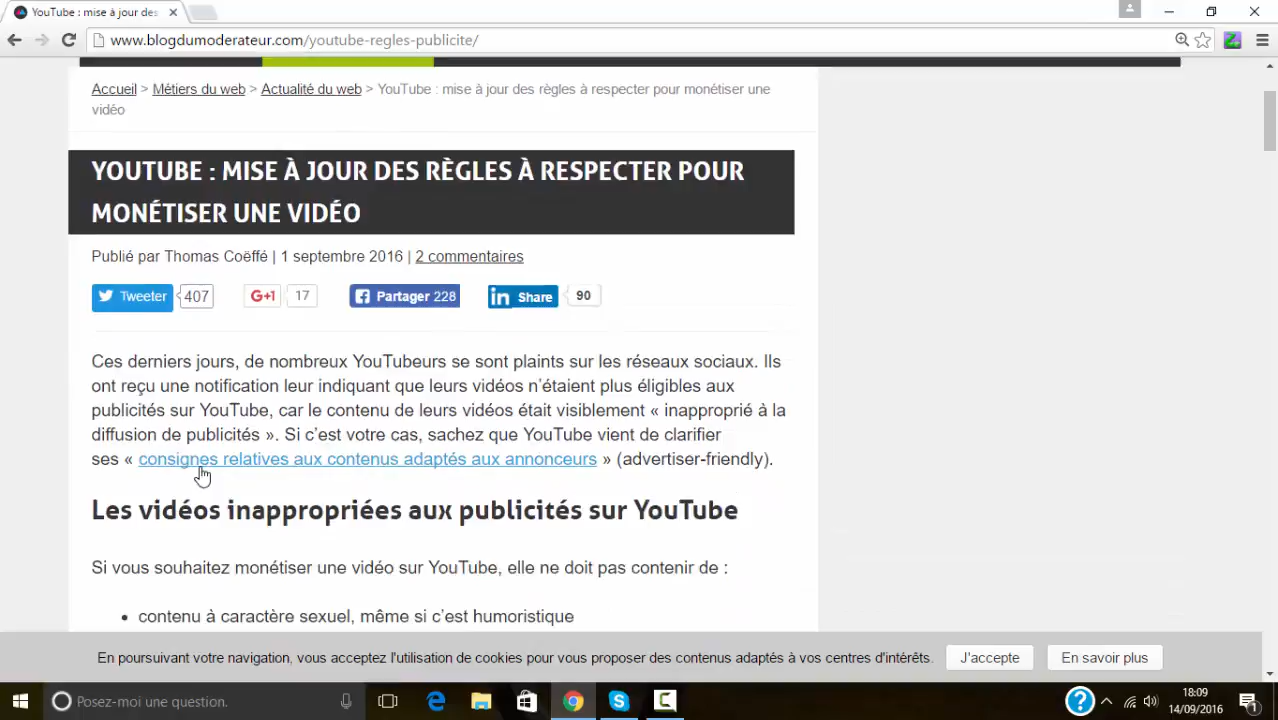 YouTube : mise à jour des
www.blogdumoderateur.com/youtube-regles-publicite/
Accueil > Métiers du web > Actualité du web > YouTube : mise à jour des règles à respecter pour monétiser une
vidéo
YOUTUBE : MISE À JOUR DES RÈGLES À RESPECTER POUR
MONÉTISER UNE VIDÉO
Publié par Thomas Coëffé | 1 septembre 2016 | 2 commentaires
Tweeter 407 G+1 17 Partager 228 in Share 90
Ces derniers jours, de nombreux YouTubeurs se sont plaints sur les réseaux sociaux. Ils
ont reçu une notification leur indiquant que leurs vidéos n'étaient plus éligibles aux
publicités sur YouTube, car le contenu de leurs vidéos était visiblement « inapproprié à la
diffusion de publicités ». Si c'est votre cas, sachez que YouTube vient de clarifier
ses « consignes relatives aux contenus adaptés aux annonceurs » (advertiser-friendly).
Les vidéos inappropriées aux publicités sur YouTube
Si vous souhaitez monétiser une vidéo sur YouTube, elle ne doit pas contenir de :
• contenu à caractère sexuel, même si c'est humoristique
En poursuivant votre navigation, vous acceptez l'utilisation de cookies pour vous proposer des contenus adaptés à vos centres d'intérêts. J'accepte En savoir plus
Posez-moi une question.
18:09
14/09/2016